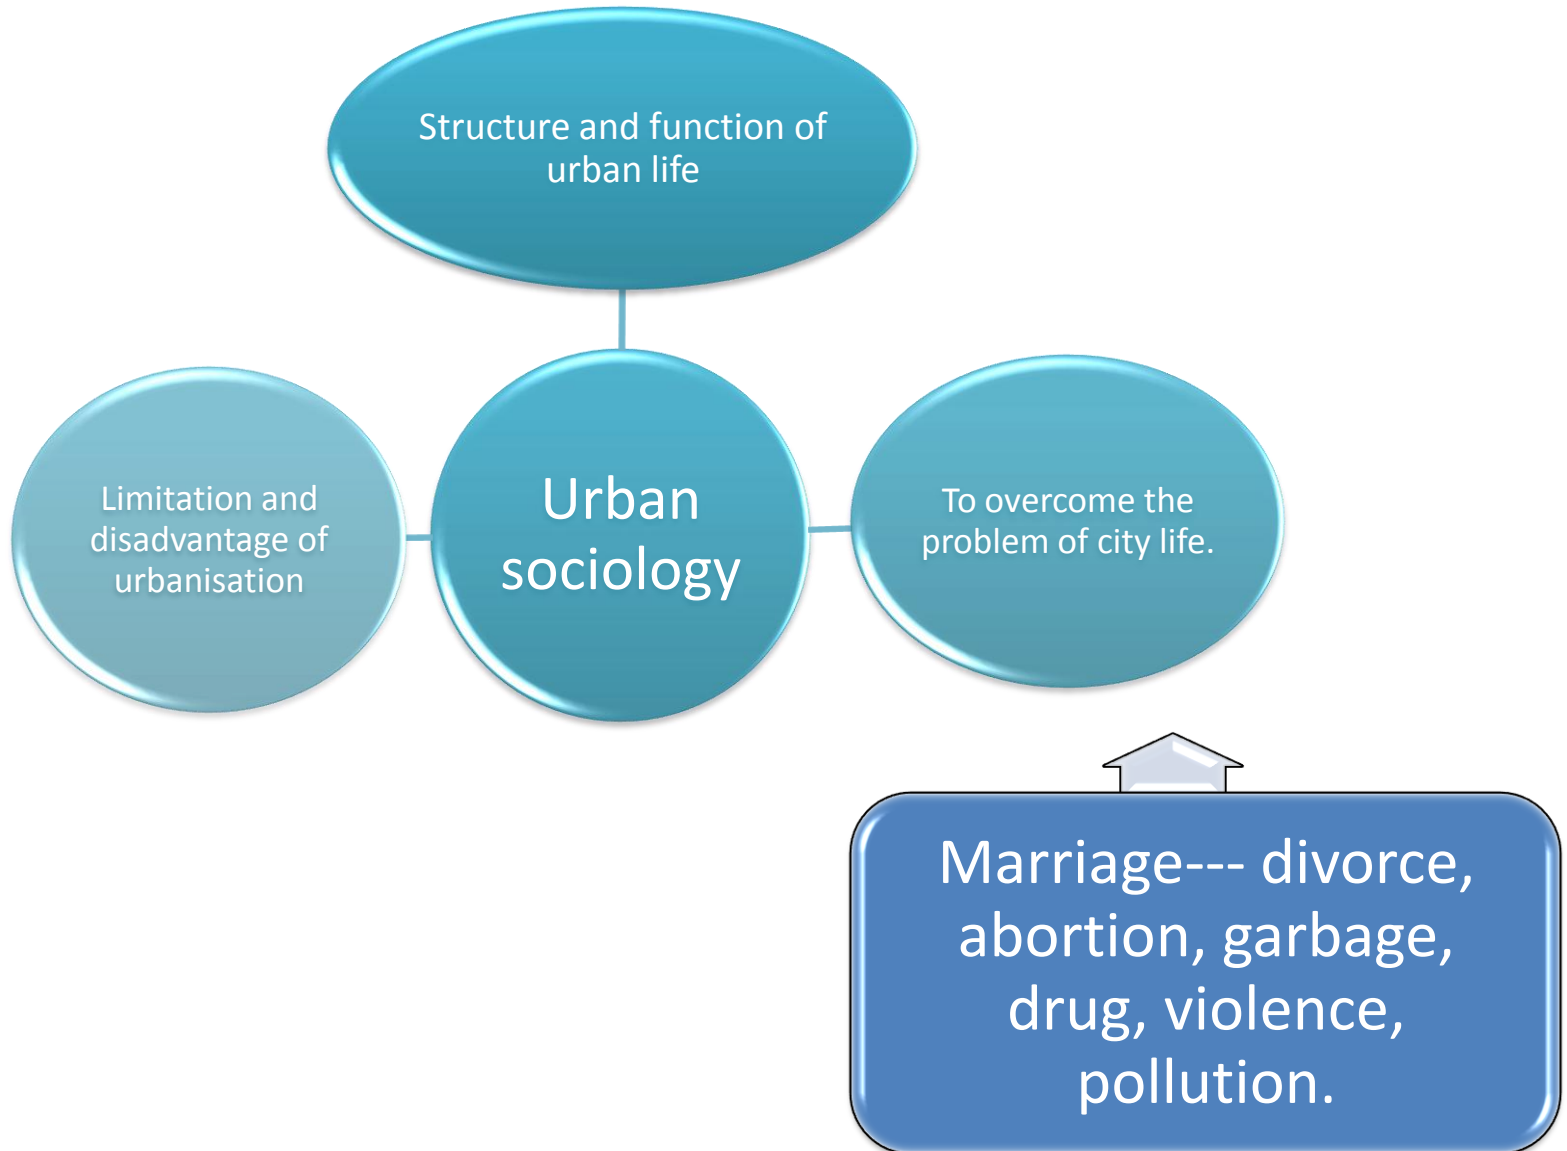 Structure and function of
urban life
Limitation and
disadvantage of
urbanisation
Urban
sociology
To overcome the
problem of city life.
Marriage--- divorce,
abortion, garbage,
drug, violence,
pollution.